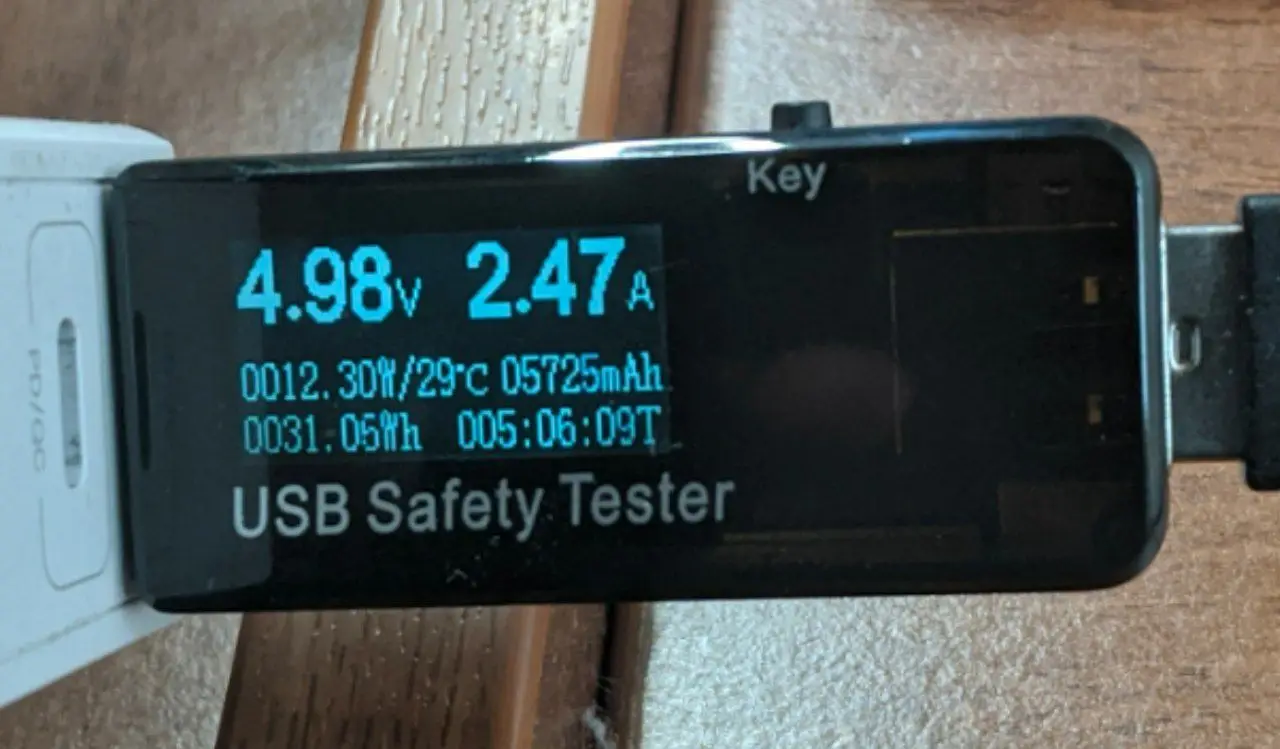 Key
4.98V 2.47A
0012.30W/29℃ 05725mAh
0031.05Wh 005:06:09T
USB Safety Tester
PD/QC